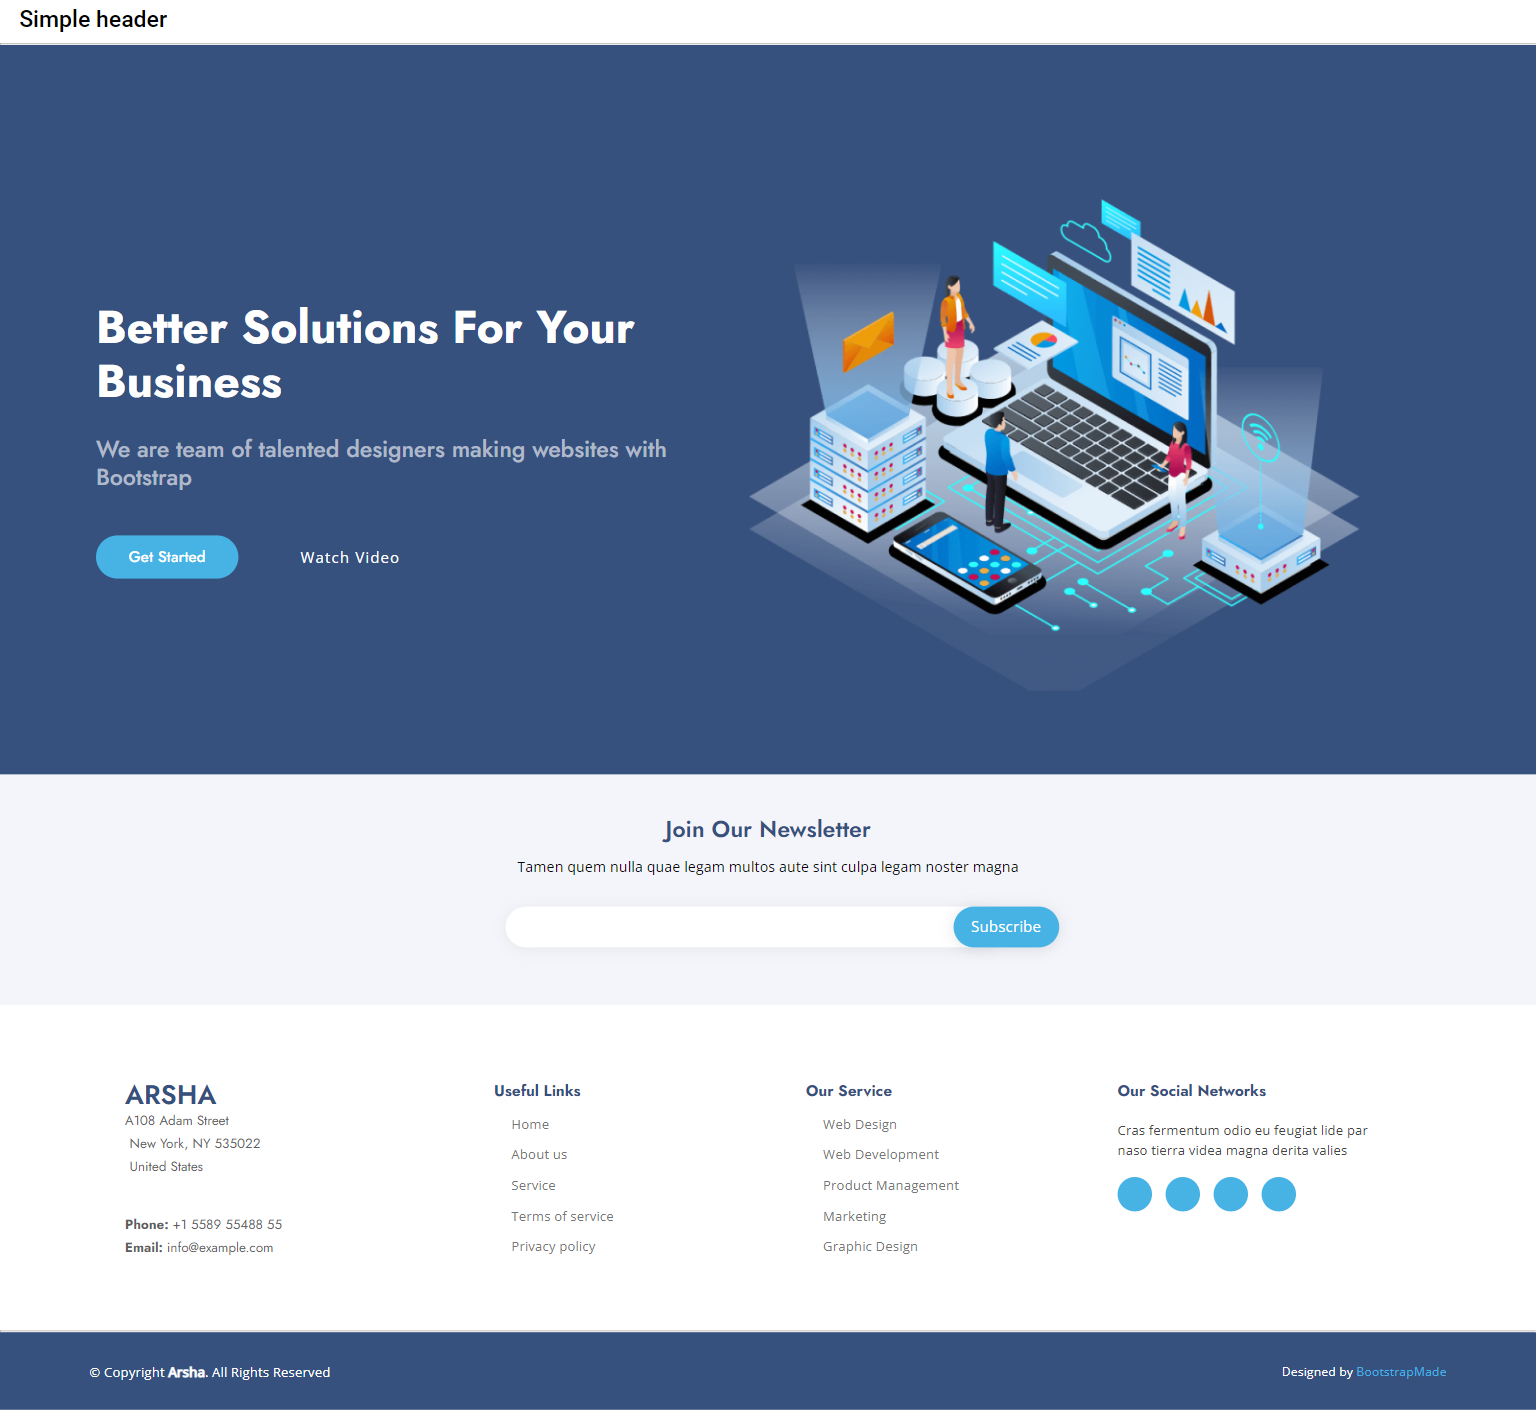 Simple header
Better Solutions For Your
Business
We are team of talented designers making websites with
Bootstrap
Get Started
Watch Video
Join Our Newsletter
Tamen quem nulla quae legam multos aute sint culpa legam noster magna
Subscribe
ARSHA
A108 Adam Street
New York, NY 535022
United States
Phone: +1 5589 55488 55
Email: info@example.com
Useful Links
Home
About us
Service
Terms of service
Privacy policy
Our Service
Web Design
Web Development
Product Management
Marketing
Graphic Design
Our Social Networks
Cras fermentum odio eu feugiat lide par
naso tierra videa magna derita valies
© Copyright Arsha. All Rights Reserved
Designed by BootstrapMade